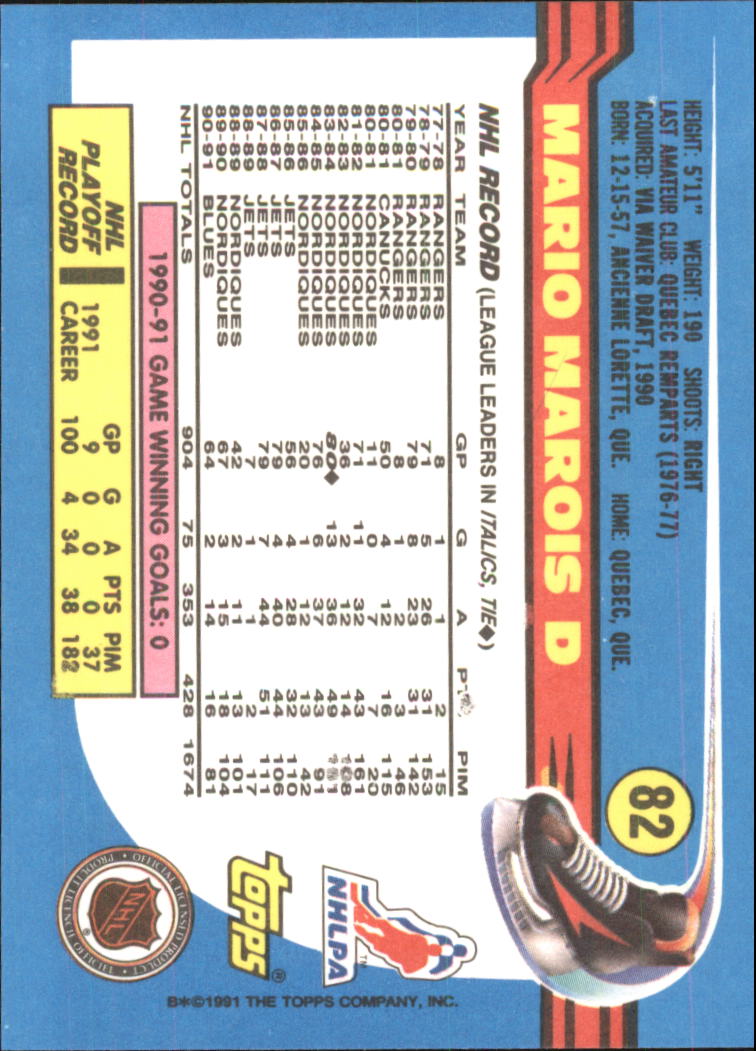 82
HEIGHT: 5'11" WEIGHT: 190 SHOOTS: RIGHT
LAST AMATEUR CLUB: QUEBEC REMPARTS (1976-77)
ACQUIRED: VIA WAIVER DRAFT, 1990
BORN: 12-15-57, ANCIENNE LORETTE, QUE. HOME: QUEBEC, QUE.
MARIO MAROIS D
NHL RECORD (LEAGUE LEADERS IN ITALICS, TIE◆)
YEAR TEAM GP G A PTS PIM
77-78 RANGERS 8 1 1 2 15
78-79 RANGERS 71 5 26 31 153
79-80 RANGERS 79 8 23 31 142
80-81 RANGERS 8 1 2 3 46
80-81 CANUCKS 50 4 12 16 115
80-81 NORDIQUES 11 0 7 7 20
81-82 NORDIQUES 71 11 32 43 161
82-83 NORDIQUES 36 2 12 14 108
83-84 NORDIQUES 80◆ 13 36 49
84-85 NORDIQUES 76 6 37 43 91
85-86 NORDIQUES 20 1 12 13 42
85-86 JETS 56 4 28 32 110
86-87 JETS 79 4 40 44 106
87-88 JETS 79 7 44 51 111
88-89 JETS 7 1 1 2 17
88-89 NORDIQUES 42 2 11 13 101
89-90 NORDIQUES 67 3 15 18 104
90-91 BLUES 64 2 14 16 81
NHL TOTALS 904 75 353 428 1674
1990-91 GAME WINNING GOALS: 0
NHL PLAYOFF RECORD
GP G A PTS PIM
1991 9 0 0 0 37
CAREER 100 4 34 38 182
NHLPA TM
TOPPS ®
NHL ®
OFFICIAL LICENSED PRODUCT • PRODUIT LICENCIÉ OFFICIEL •
B*©1991 THE TOPPS COMPANY, INC.